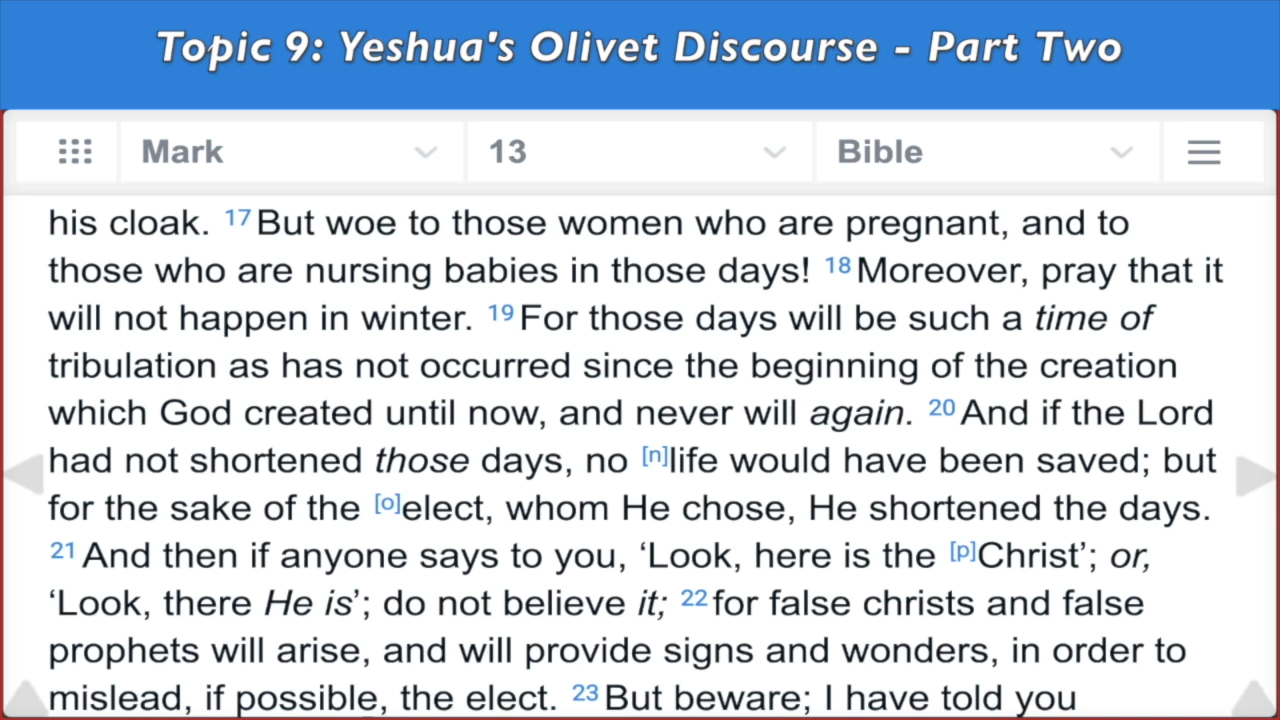 Topic 9: Yeshua's Olivet Discourse - Part Two
Mark 13 Bible
his cloak. 17 But woe to those women who are pregnant, and to
those who are nursing babies in those days! 18 Moreover, pray that it
will not happen in winter. 19 For those days will be such a time of
tribulation as has not occurred since the beginning of the creation
which God created until now, and never will again. 20 And if the Lord
had not shortened those days, no [n]life would have been saved; but
for the sake of the [o]elect, whom He chose, He shortened the days.
21 And then if anyone says to you, ‘Look, here is the [p]Christ’; or,
‘Look, there He is’; do not believe it; 22 for false christs and false
prophets will arise, and will provide signs and wonders, in order to
mislead, if possible, the elect. 23 But beware; I have told you